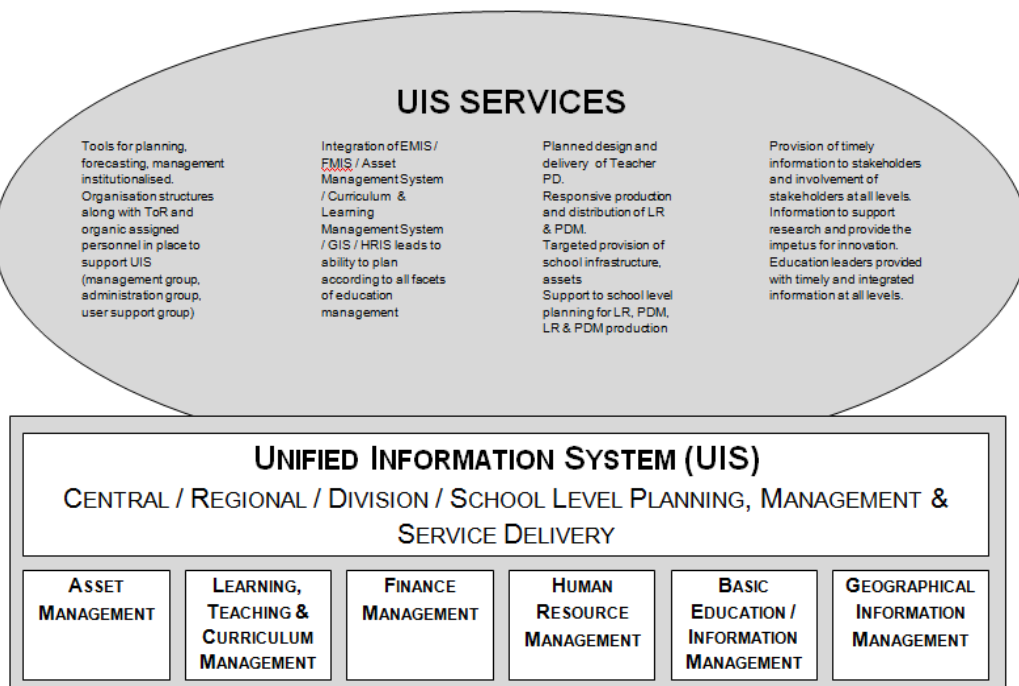 UIS SERVICES
Tools for planning,
forecasting, management
institutionalised.
Organisation structures
along with ToR and
organic assigned
personnel in place to
support UIS
(management group,
administration group,
user support group)
Integration of EMIS /
FMIS / Asset
Management System
/ Curriculum &
Learning
Management System
/ GIS / HRIS leads to
ability to plan
according to all facets
of education
management
Planned design and
delivery of Teacher
PD.
Responsive production
and distribution of LR
& PDM.
Targeted provision of
school infrastructure,
assets
Support to school level
planning for LR, PDM,
LR & PDM production
Provision of timely
information to stakeholders
and involvement of
stakeholders at all levels.
Information to support
research and provide the
impetus for innovation.
Education leaders provided
with timely and integrated
information at all levels.
UNIFIED INFORMATION SYSTEM (UIS)
CENTRAL / REGIONAL / DIVISION / SCHOOL LEVEL PLANNING, MANAGEMENT &
SERVICE DELIVERY
ASSET
MANAGEMENT
LEARNING,
TEACHING &
CURRICULUM
MANAGEMENT
FINANCE
MANAGEMENT
HUMAN
RESOURCE
MANAGEMENT
BASIC
EDUCATION /
INFORMATION
MANAGEMENT
GEOGRAPHICAL
INFORMATION
MANAGEMENT